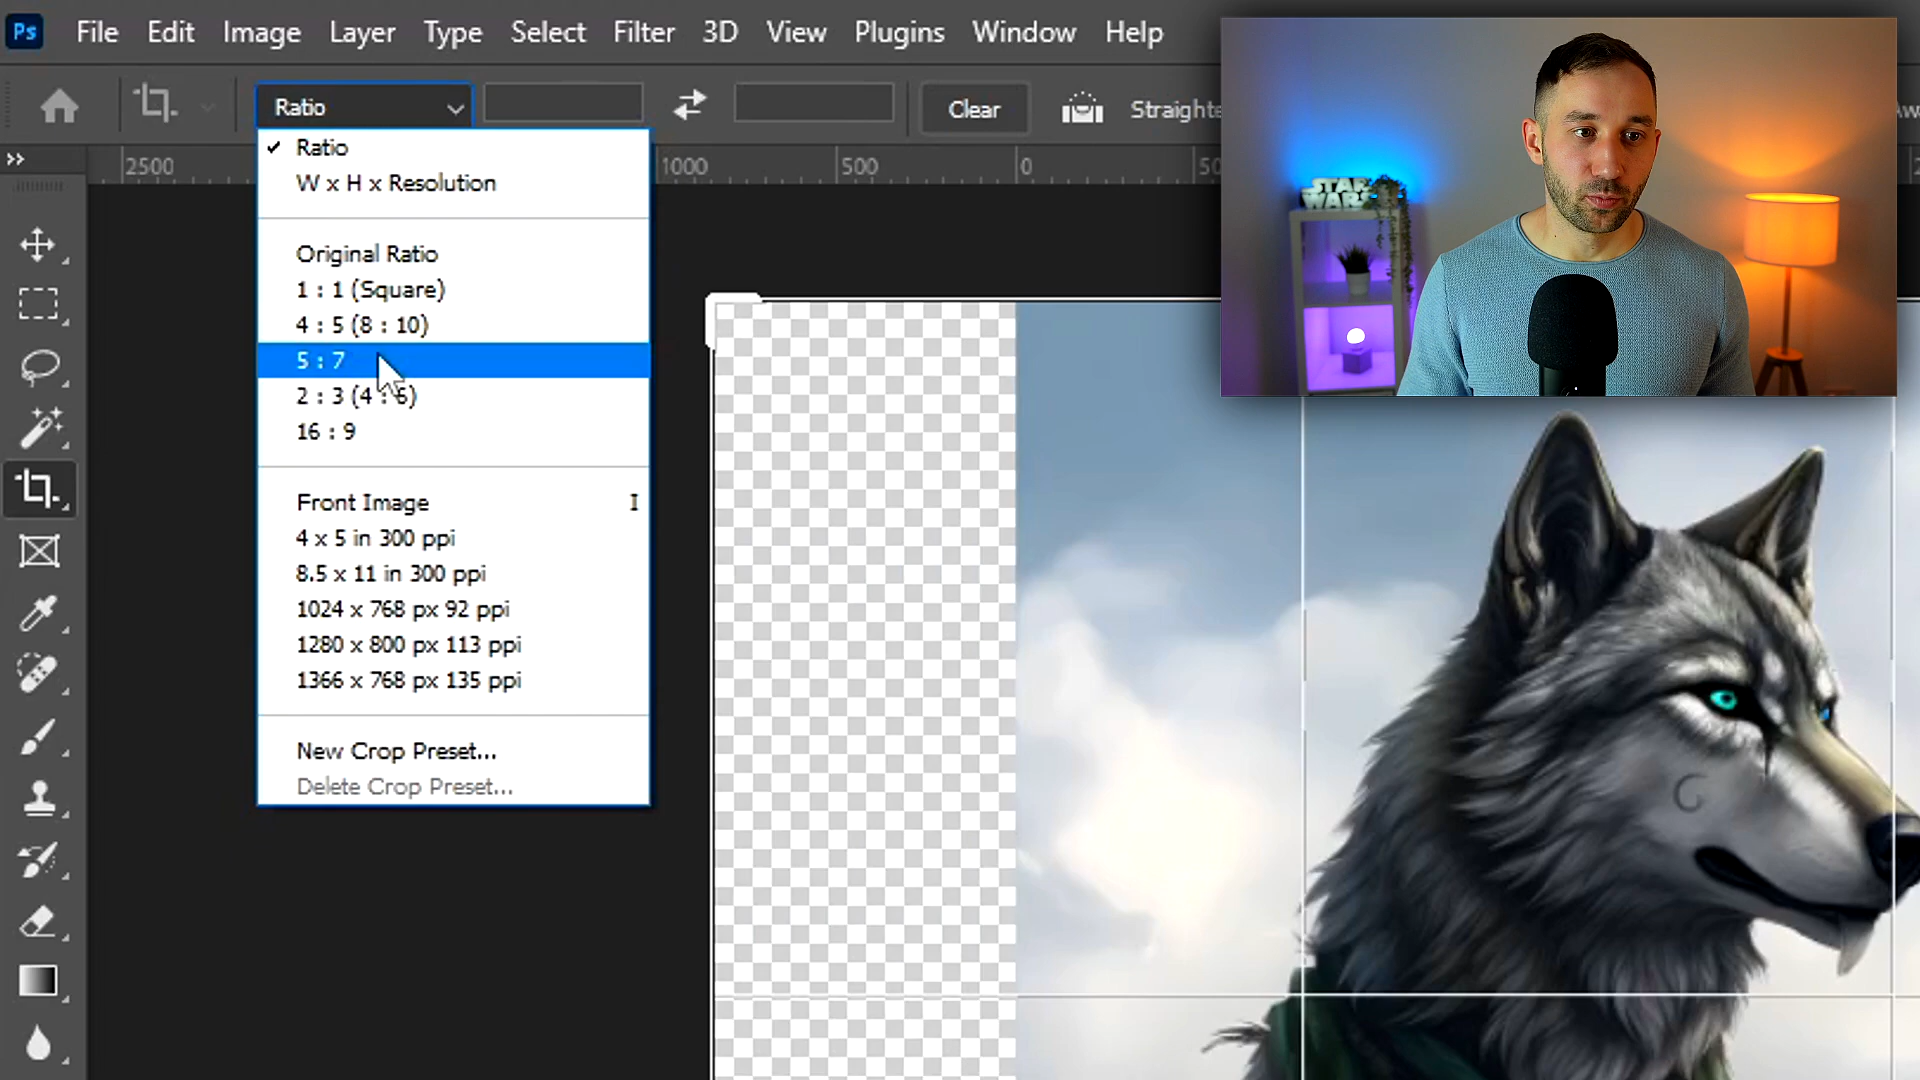 Ps File Edit Image Layer Type Select Filter 3D View Plugins Window Help
Ratio Clear Straighte
2500 1000 500 0
Ratio
W x H x Resolution
Original Ratio
1 : 1 (Square)
4 : 5 (8 : 10)
5 : 7
2 : 3 (4 : 6)
16 : 9
Front Image I
4 x 5 in 300 ppi
8.5 x 11 in 300 ppi
1024 x 768 px 92 ppi
1280 x 800 px 113 ppi
1366 x 768 px 135 ppi
New Crop Preset...
Delete Crop Preset...
STAR
WARS